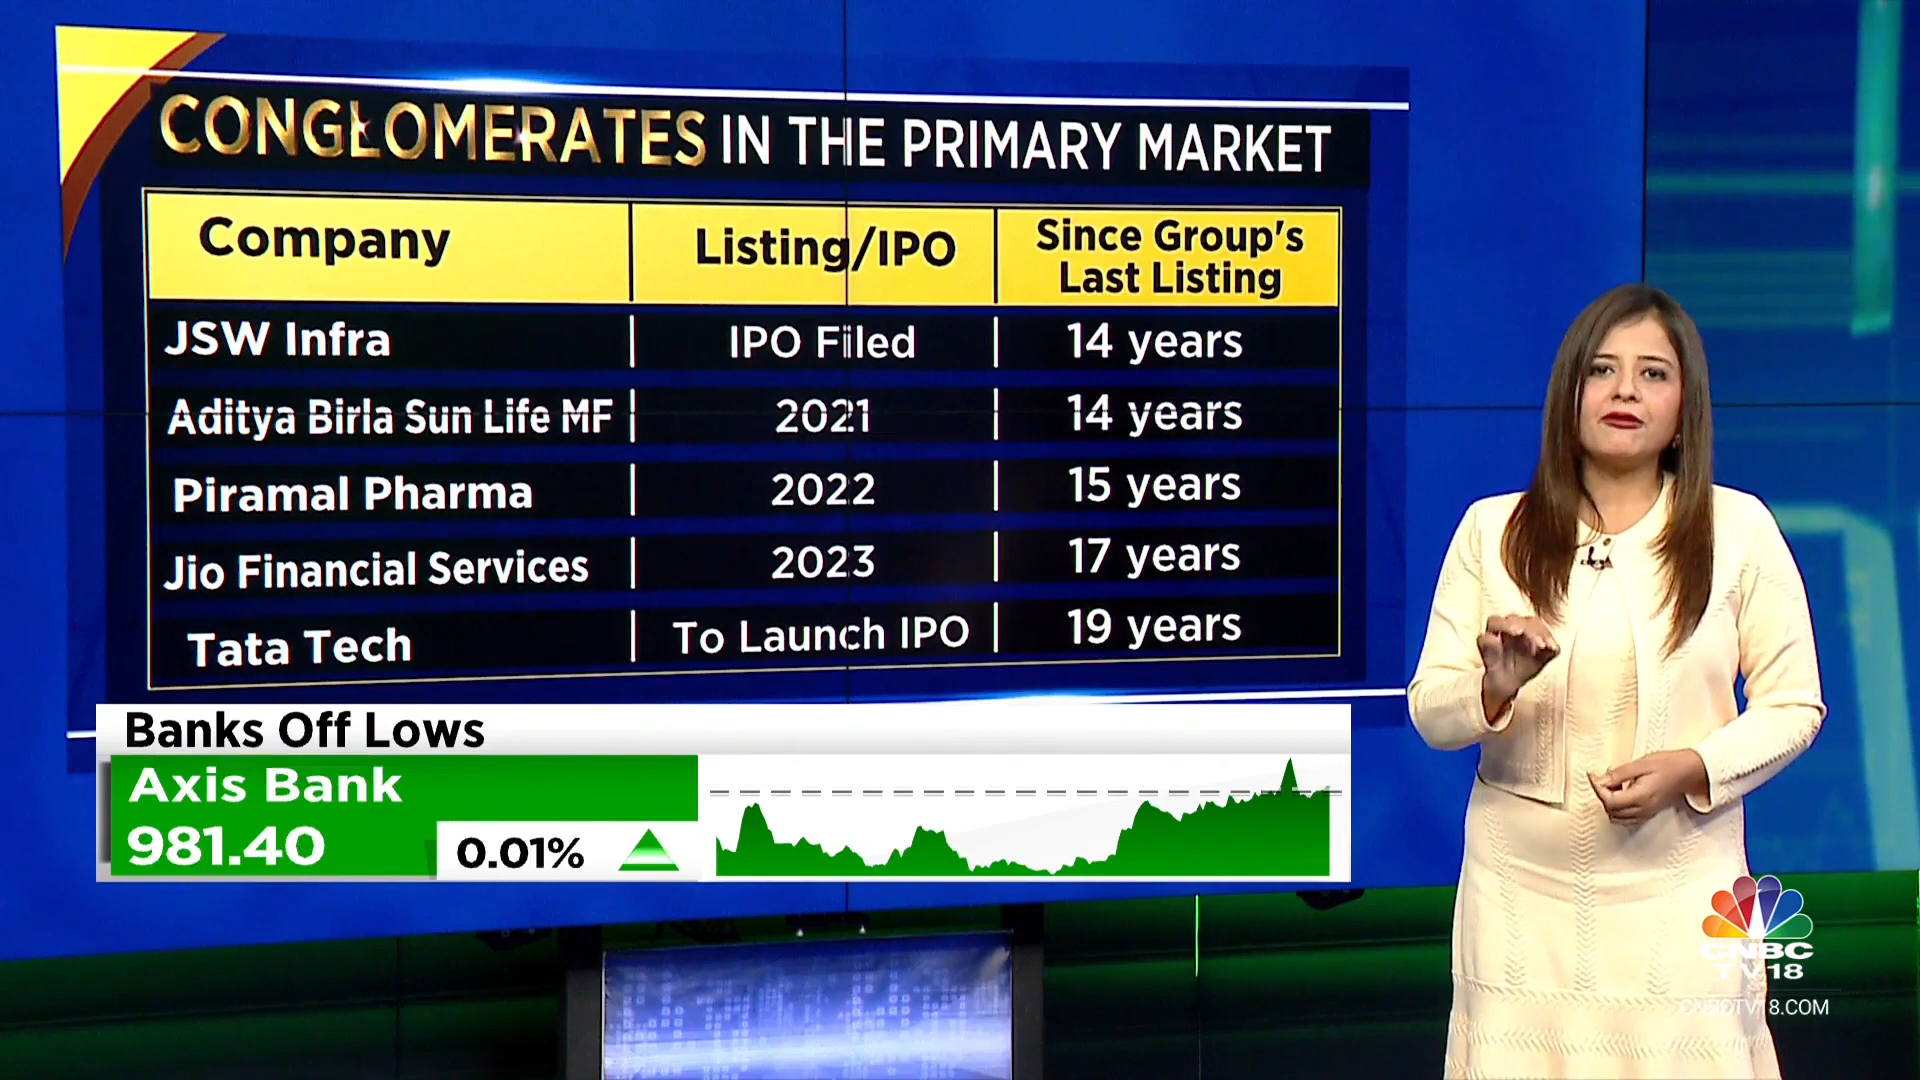 CONGLOMERATES IN THE PRIMARY MARKET
Company Listing/IPO Since Group's
Last Listing
JSW Infra IPO Filed 14 years
Aditya Birla Sun Life MF 2021 14 years
Piramal Pharma 2022 15 years
Jio Financial Services 2023 17 years
Tata Tech To Launch IPO 19 years
Banks Off Lows
Axis Bank
981.40 0.01%
CNBC
TV18
CNBCTV18.COM